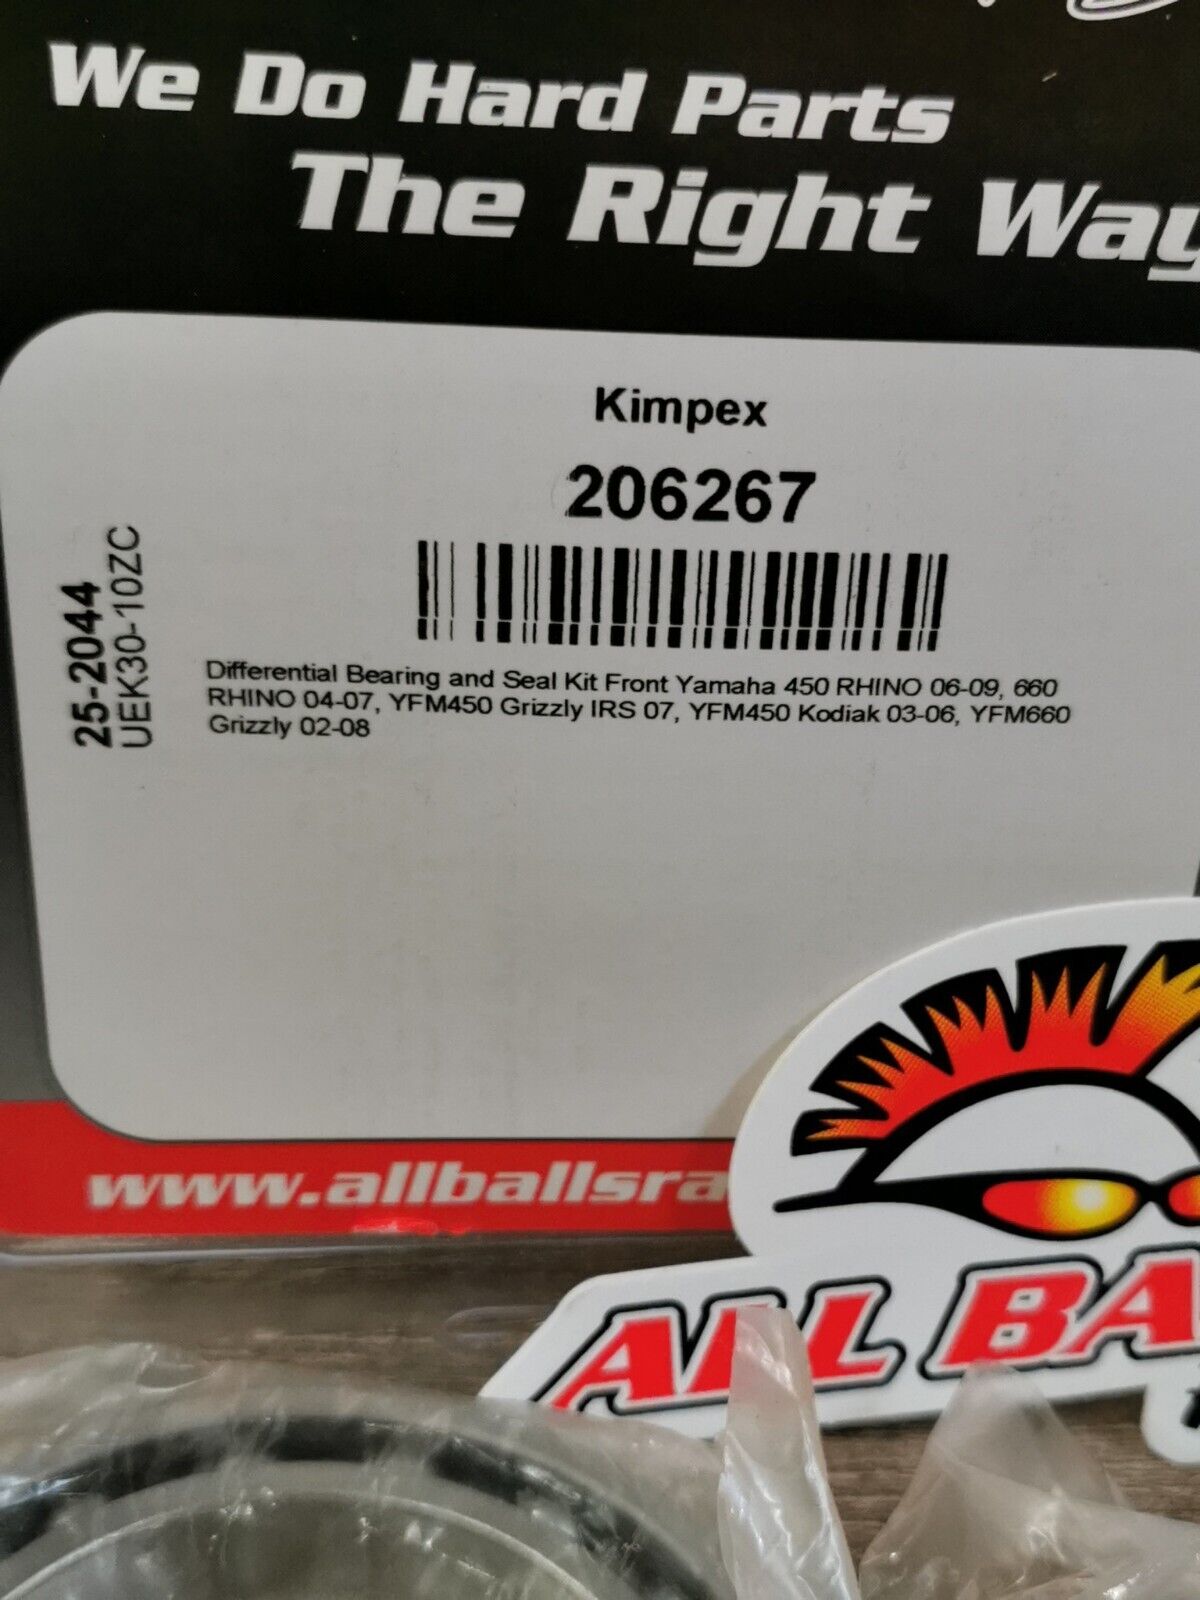 We Do Hard Parts
The Right Way
Kimpex
206267
25-2044
UEK30-10ZC
Differential Bearing and Seal Kit Front Yamaha 450 RHINO 06-09, 660
RHINO 04-07, YFM450 Grizzly IRS 07, YFM450 Kodiak 03-06, YFM660
Grizzly 02-08
www.allballsra
ALL BA